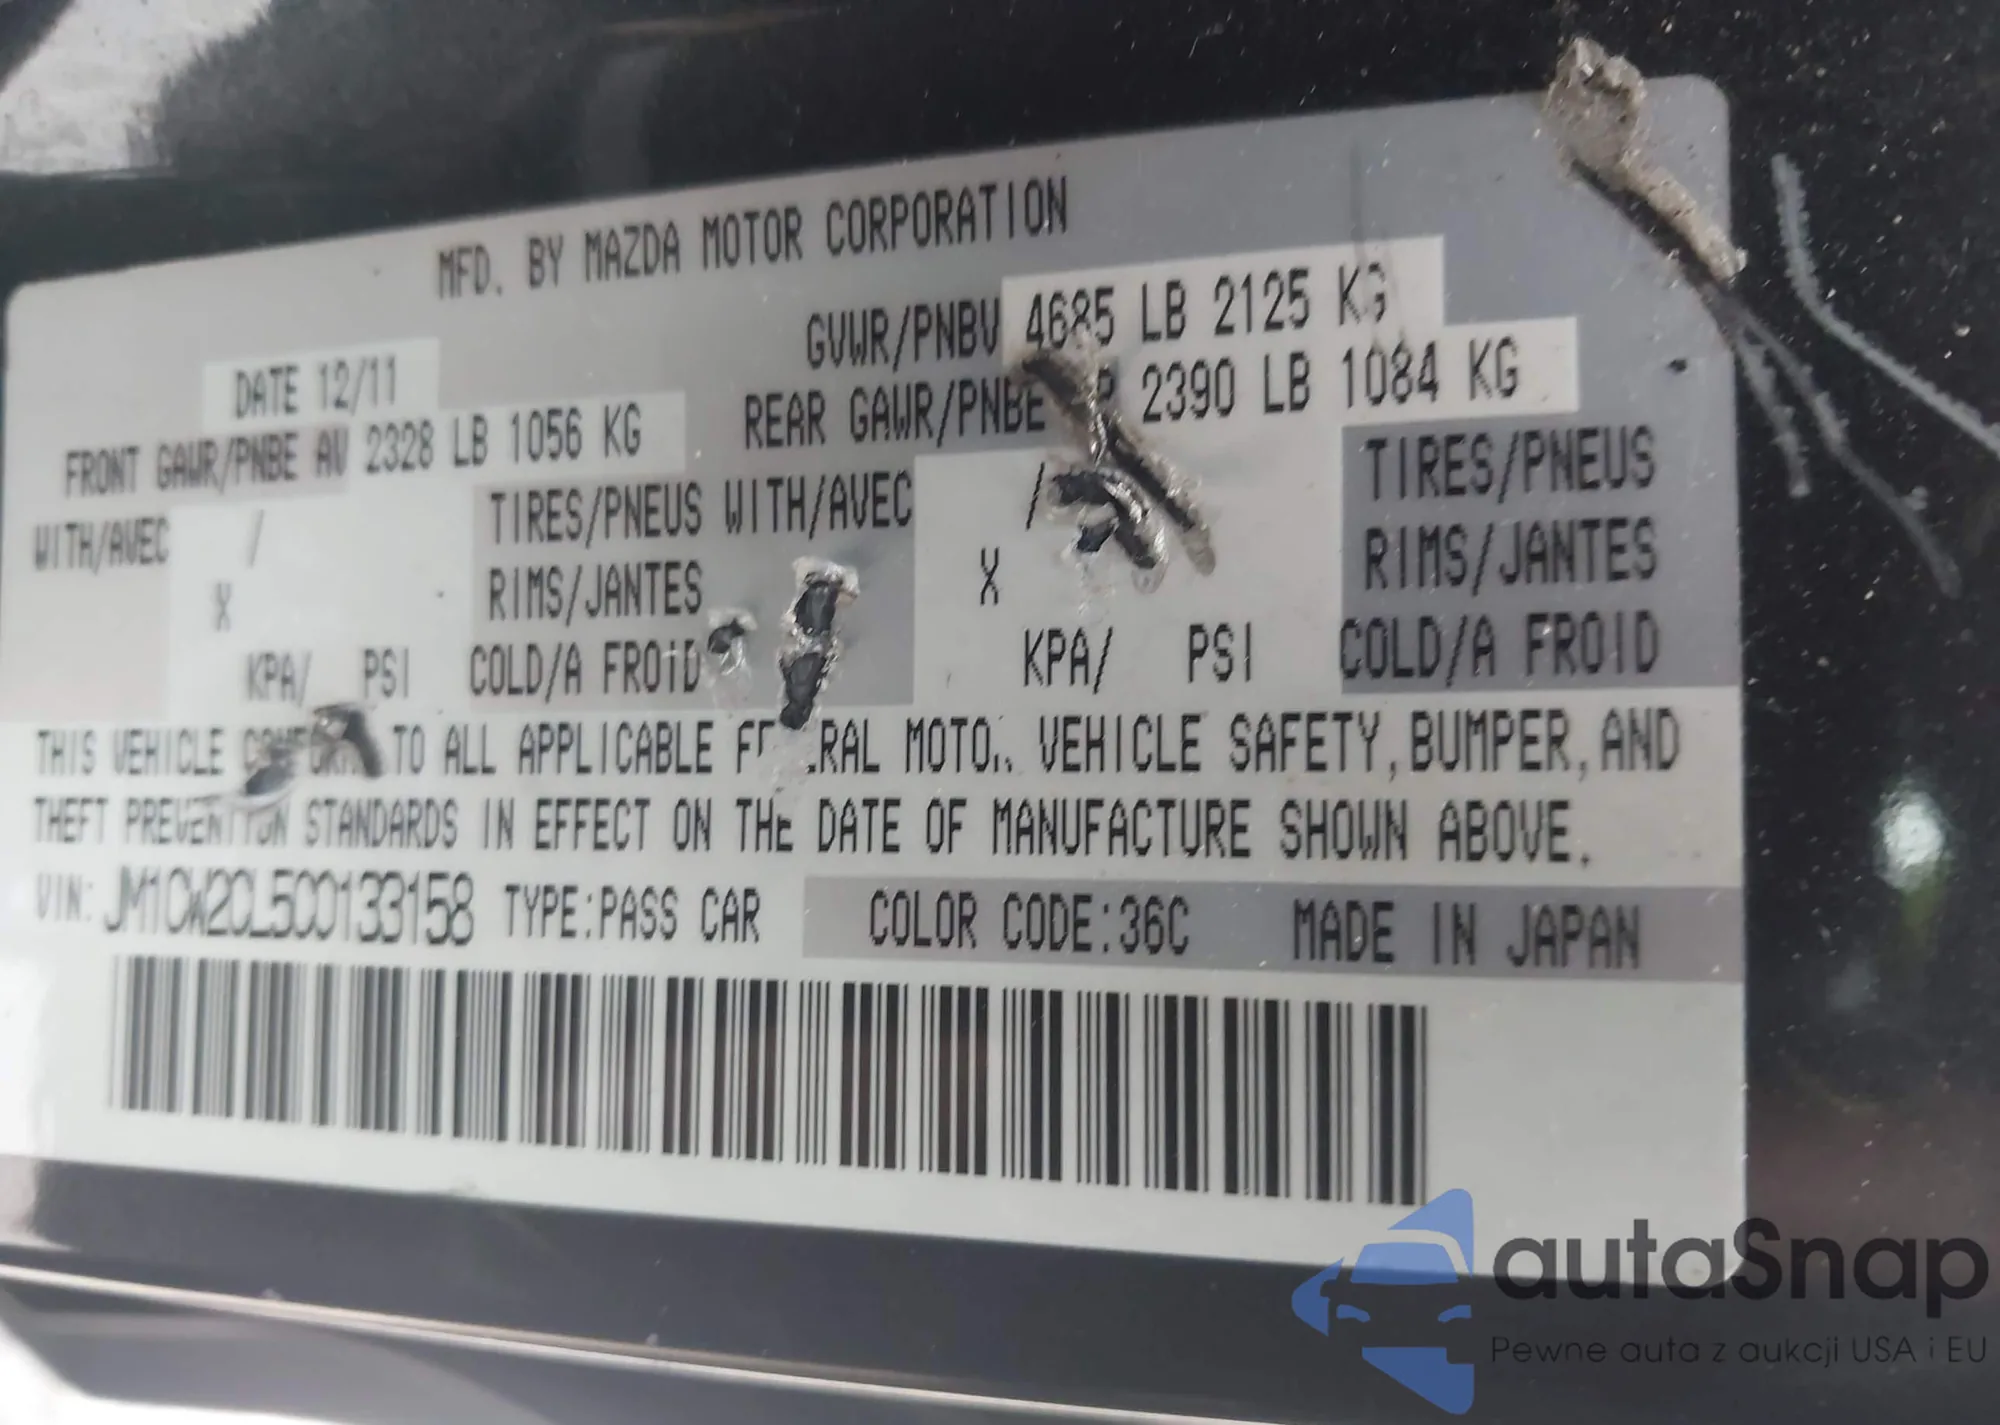 MFD. BY MAZDA MOTOR CORPORATION
DATE 12/11 GVWR/PNBV 4685 LB 2125 KG
FRONT GAWR/PNBE AV 2328 LB 1056 KG REAR GAWR/PNBE 2390 LB 1084 KG
WITH/AVEC / TIRES/PNEUS WITH/AVEC / TIRES/PNEUS
X RIMS/JANTES X RIMS/JANTES
KPA/ PSI COLD/A FROID KPA/ PSI COLD/A FROID
THIS VEHICLE TO ALL APPLICABLE VEHICLE SAFETY, BUMPER, AND
THEFT PREVENTION STANDARDS IN EFFECT ON THE DATE OF MANUFACTURE SHOWN ABOVE.
VIN: JM1CW2CL5C0133158 TYPE:PASS CAR COLOR CODE:36C MADE IN JAPAN
autaSnap
Pewne auta z aukcji USA i EU